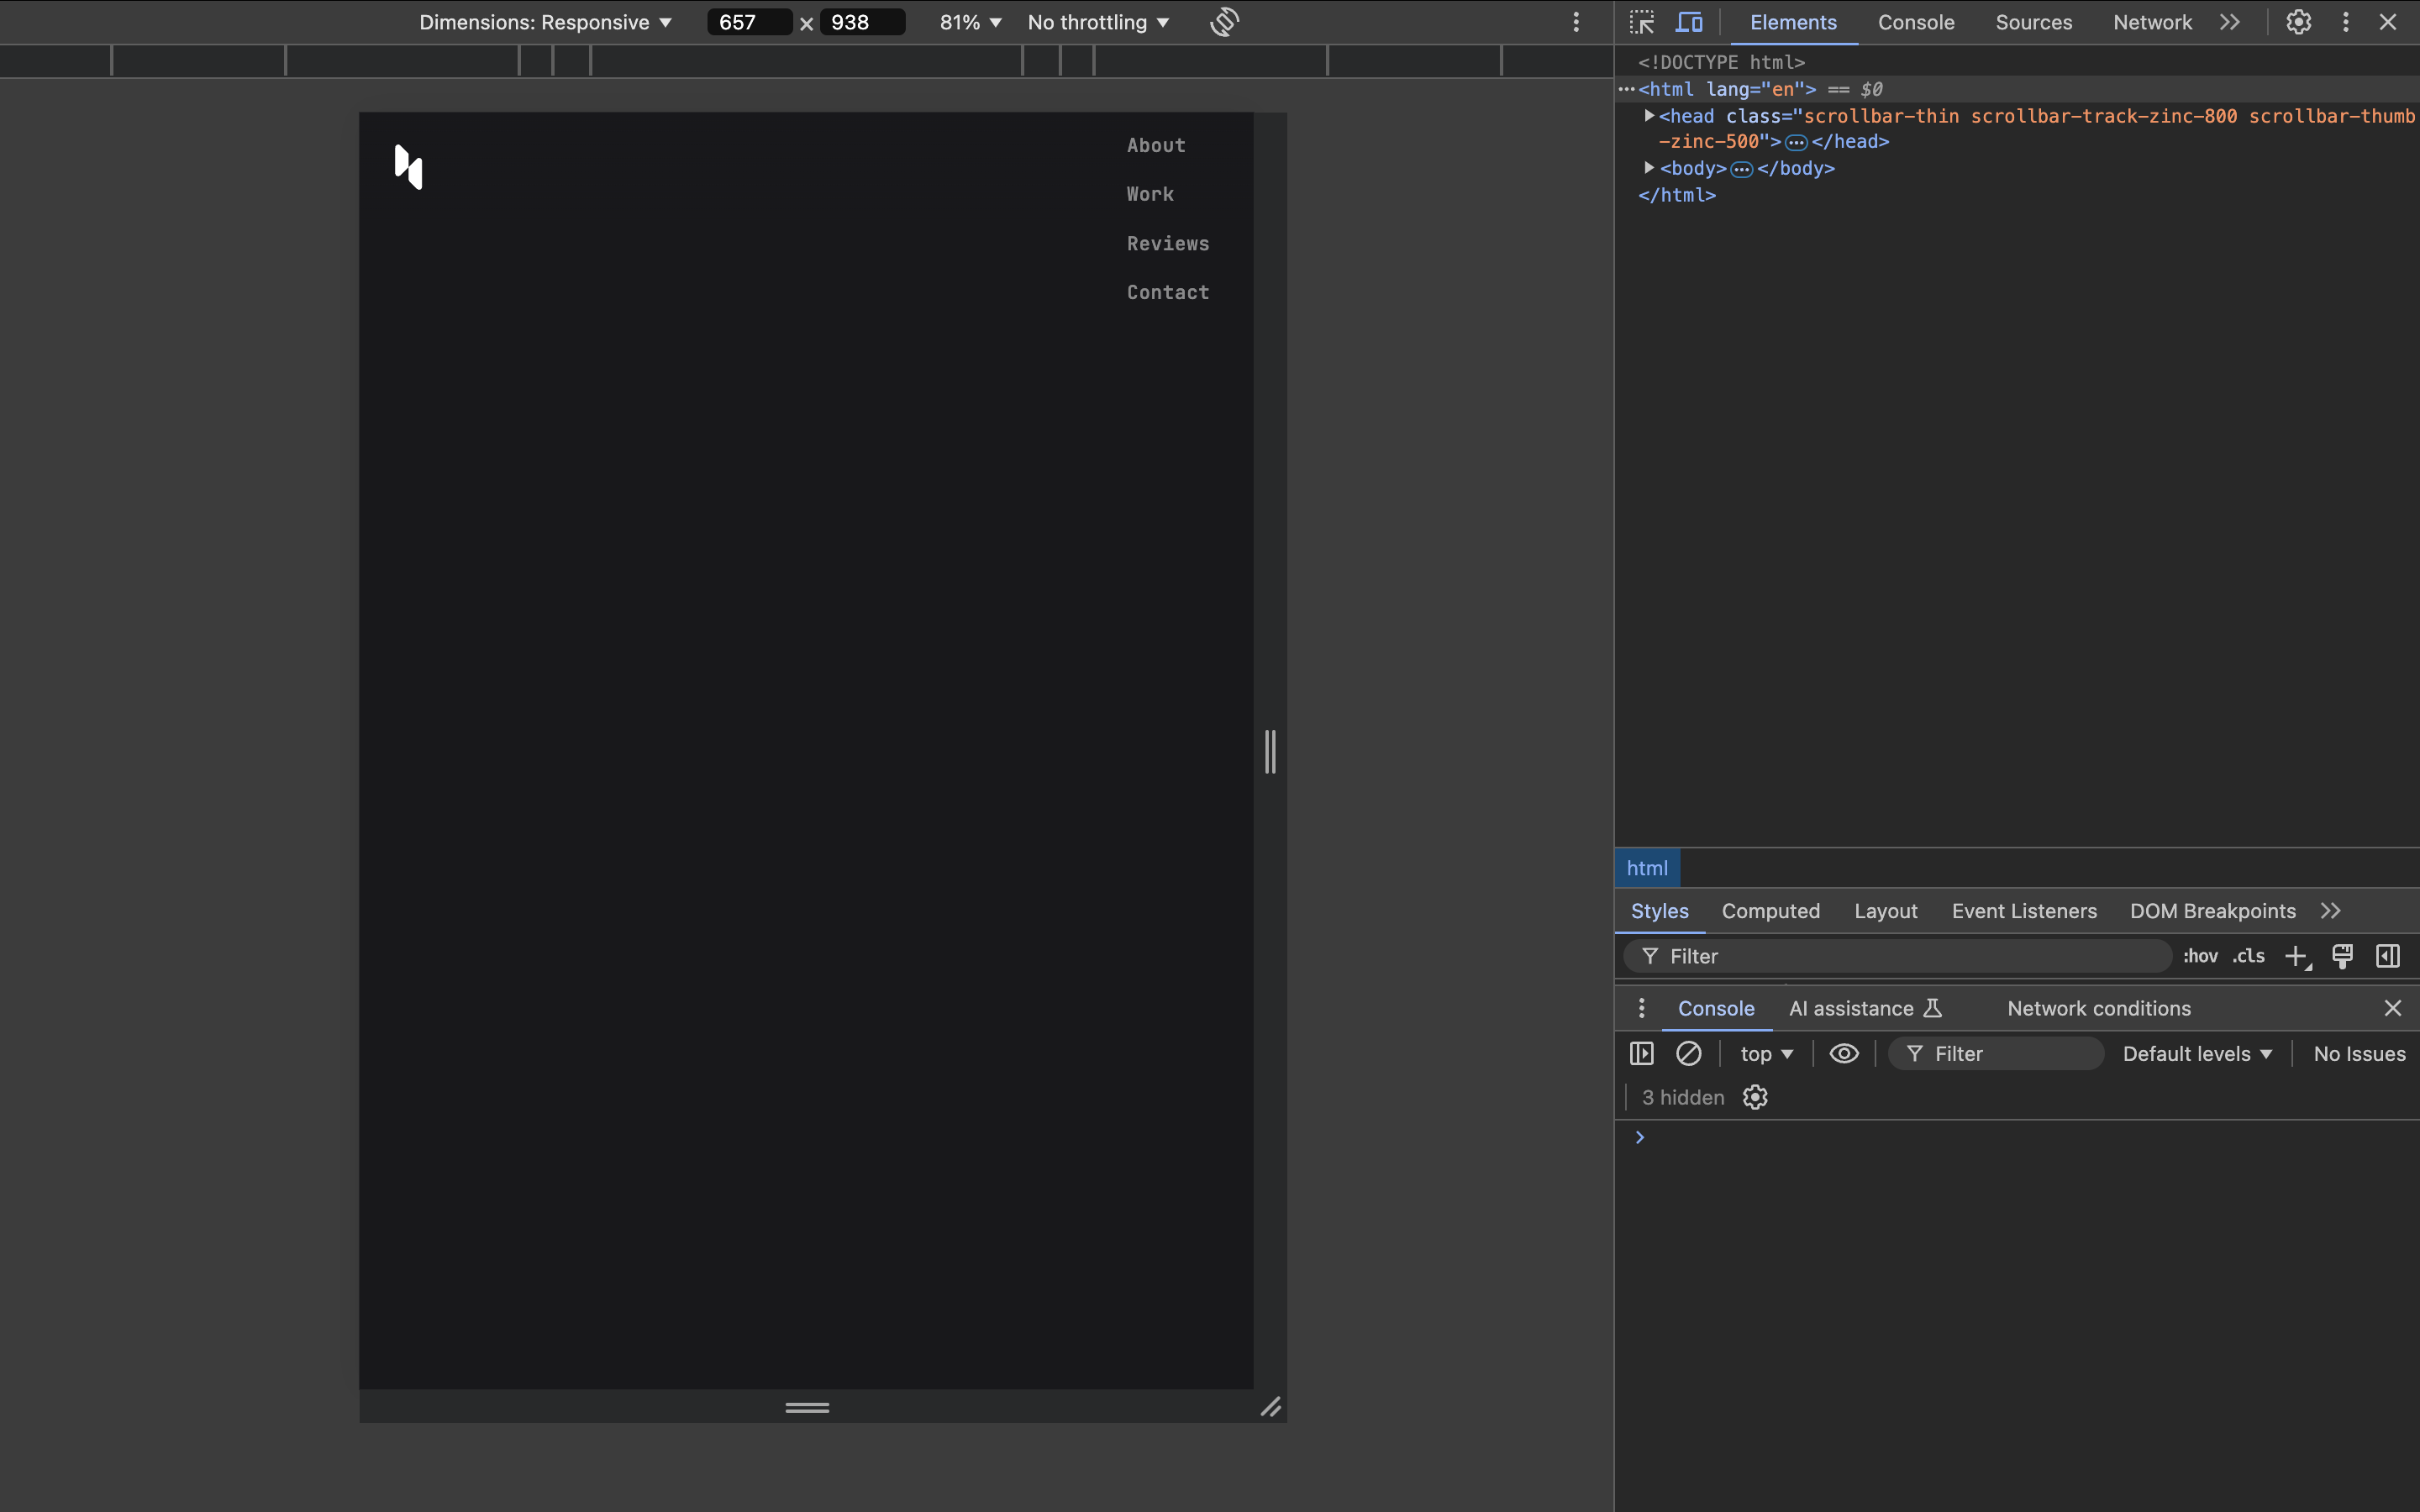 Dimensions: Responsive 657 × 938 81% No throttling
About
Work
Reviews
Contact
Elements Console Sources Network
<!DOCTYPE html>
<html lang="en"> == $0
<head class="scrollbar-thin scrollbar-track-zinc-800 scrollbar-thumb
-zinc-500"></head>
<body></body>
</html>
html
Styles Computed Layout Event Listeners DOM Breakpoints
Filter :hov .cls
Console AI assistance Network conditions
top Filter Default levels No Issues
3 hidden